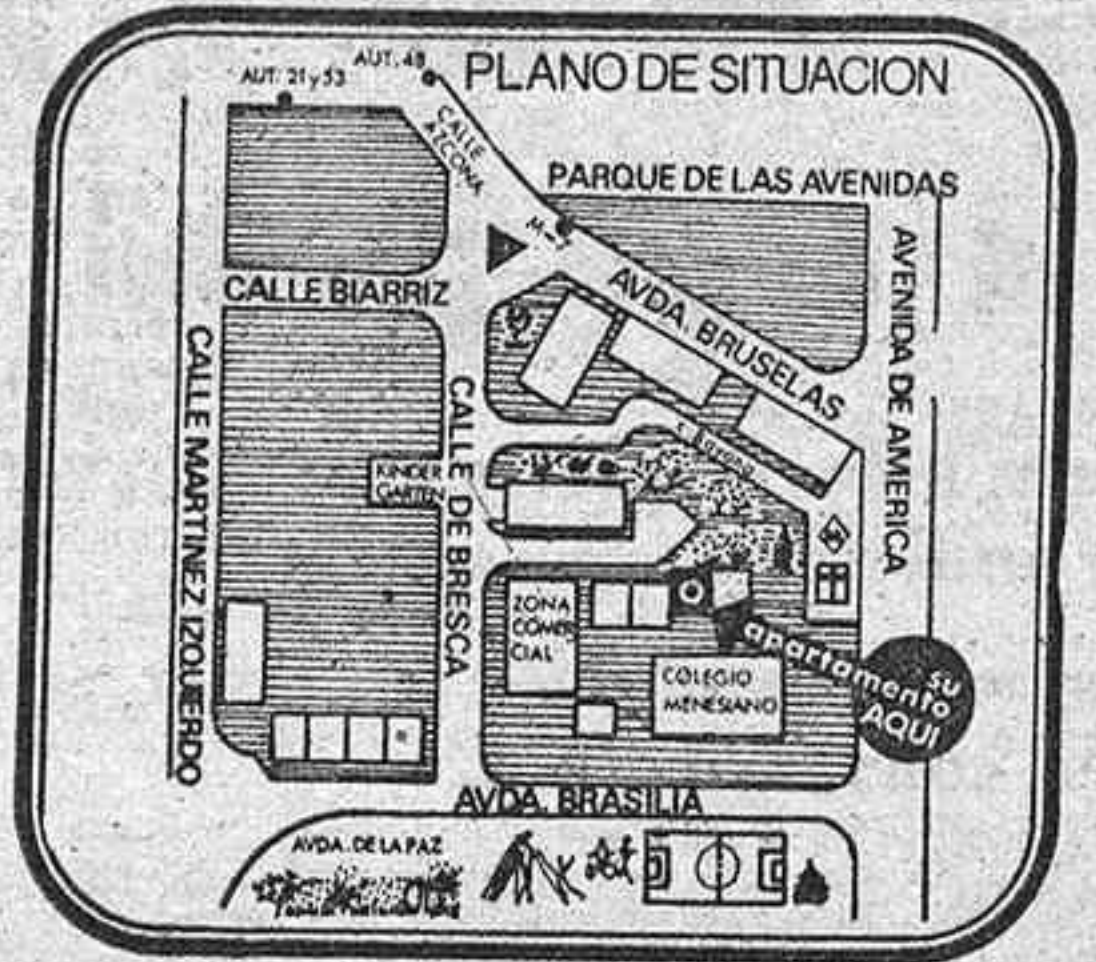 PLANO DE SITUACION
AUT. 21 y 53
AUT. 48
CALLE
AZCONA
PARQUE DE LAS AVENIDAS
AVENIDA DE AMERICA
CALLE BIARRIZ
AVDA. BRUSELAS
CALLE MARTINEZ IZQUIERDO
CALLE DE BRESCA
KINDER
GARTEN
ZONA
COMER
CIAL
COLEGIO
MENESIANO
apartamento
su
AQUI
AVDA. BRASILIA
AVDA. DE LA PAZ